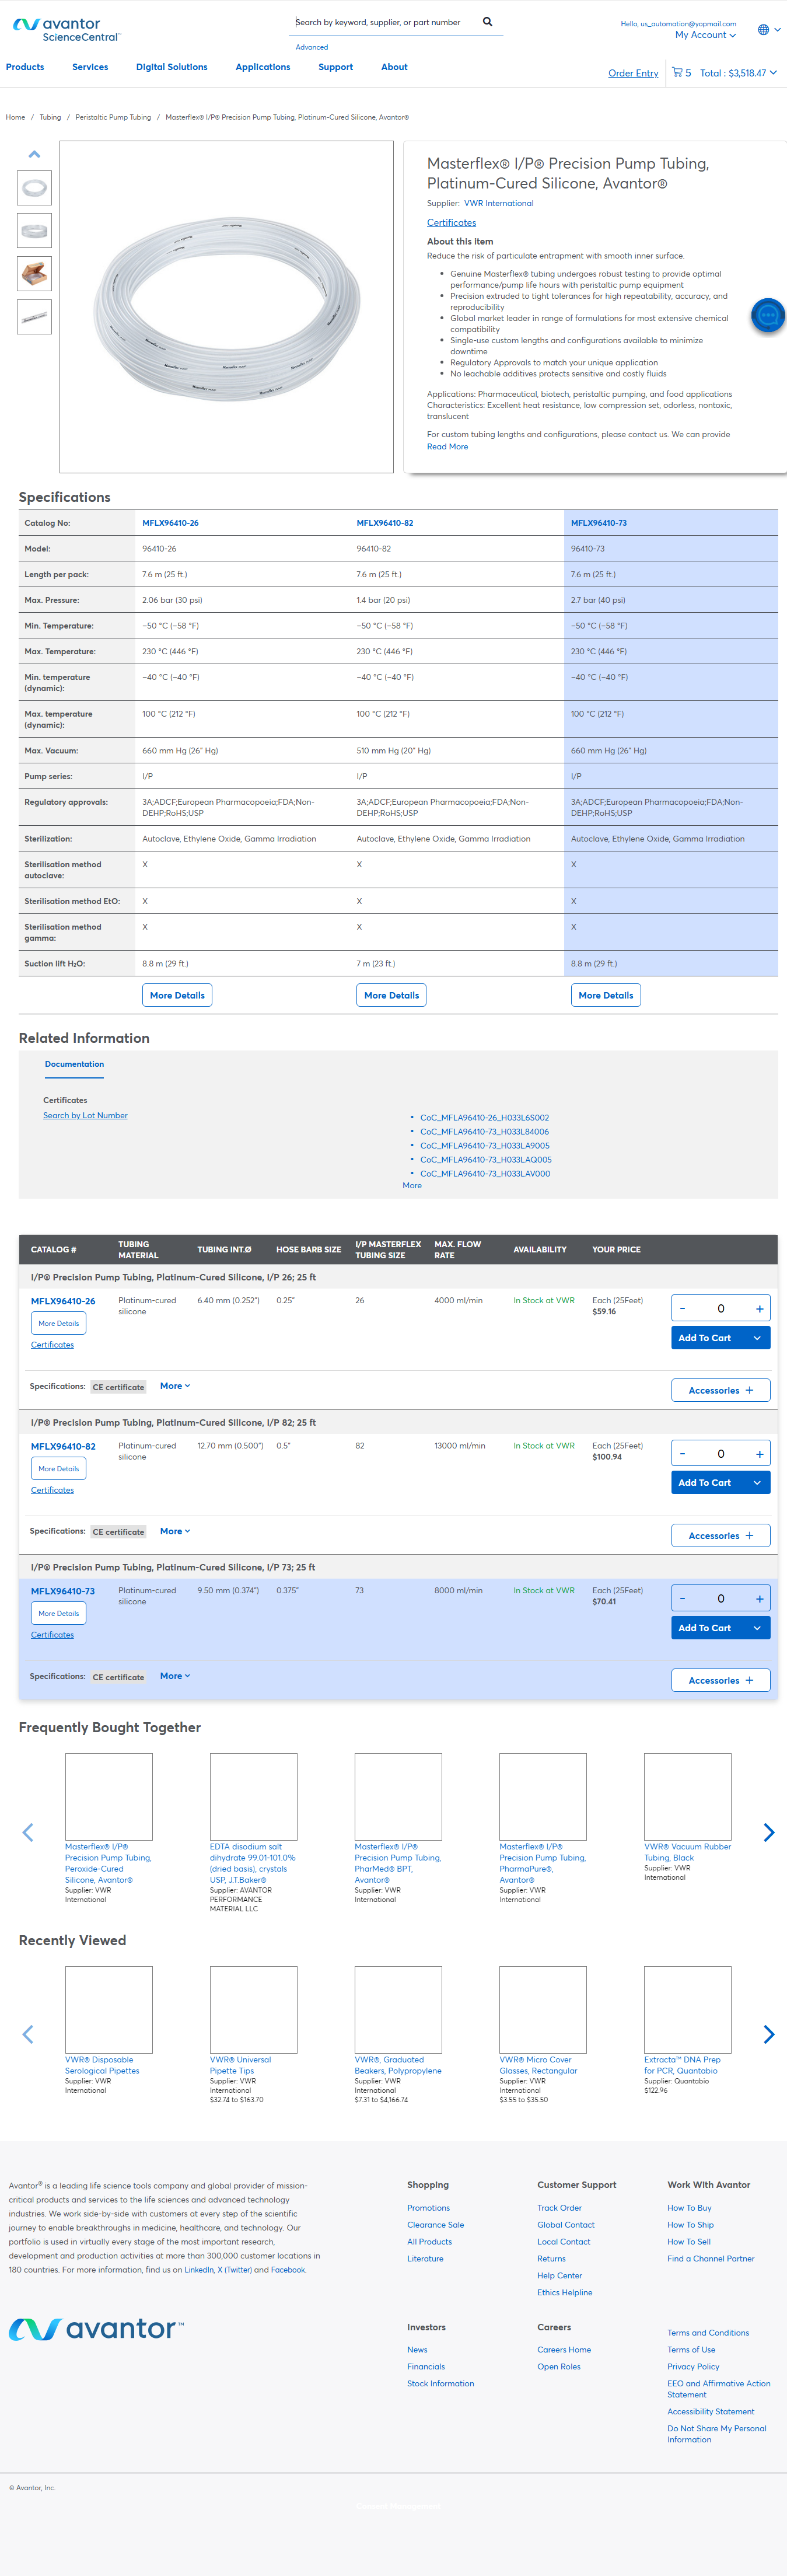 avantor
ScienceCentral™
Search by keyword, supplier, or part number
Advanced
Hello, us_automation@yopmail.com
My Account
Products
Services
Digital Solutions
Applications
Support
About
Order Entry
5
Total : $3,518.47
Home / Tubing / Peristaltic Pump Tubing / Masterflex® I/P® Precision Pump Tubing, Platinum-Cured Silicone, Avantor®
Masterflex® I/P® Precision Pump Tubing,
Platinum-Cured Silicone, Avantor®
Supplier: VWR International
Certificates
About this item
Reduce the risk of particulate entrapment with smooth inner surface.
• Genuine Masterflex® tubing undergoes robust testing to provide optimal
performance/pump life hours with peristaltic pump equipment
• Precision extruded to tight tolerances for high repeatability, accuracy, and
reproducibility
• Global market leader in range of formulations for most extensive chemical
compatibility
• Single-use custom lengths and configurations available to minimize
downtime
• Regulatory Approvals to match your unique application
• No leachable additives protects sensitive and costly fluids
Applications: Pharmaceutical, biotech, peristaltic pumping, and food applications
Characteristics: Excellent heat resistance, low compression set, odorless, nontoxic,
translucent
For custom tubing lengths and configurations, please contact us. We can provide
Read More
Specifications
Catalog No: MFLX96410-26 MFLX96410-82 MFLX96410-73
Model: 96410-26 96410-82 96410-73
Length per pack: 7.6 m (25 ft.) 7.6 m (25 ft.) 7.6 m (25 ft.)
Max. Pressure: 2.06 bar (30 psi) 1.4 bar (20 psi) 2.7 bar (40 psi)
Min. Temperature: −50 °C (−58 °F) −50 °C (−58 °F) −50 °C (−58 °F)
Max. Temperature: 230 °C (446 °F) 230 °C (446 °F) 230 °C (446 °F)
Min. temperature
(dynamic): −40 °C (−40 °F) −40 °C (−40 °F) −40 °C (−40 °F)
Max. temperature
(dynamic): 100 °C (212 °F) 100 °C (212 °F) 100 °C (212 °F)
Max. Vacuum: 660 mm Hg (26" Hg) 510 mm Hg (20" Hg) 660 mm Hg (26" Hg)
Pump series: I/P I/P I/P
Regulatory approvals: 3A;ADCF;European Pharmacopoeia;FDA;Non- 3A;ADCF;European Pharmacopoeia;FDA;Non- 3A;ADCF;European Pharmacopoeia;FDA;Non-
DEHP;RoHS;USP DEHP;RoHS;USP DEHP;RoHS;USP
Sterilization: Autoclave, Ethylene Oxide, Gamma Irradiation Autoclave, Ethylene Oxide, Gamma Irradiation Autoclave, Ethylene Oxide, Gamma Irradiation
Sterilisation method
autoclave: X X X
Sterilisation method EtO: X X X
Sterilisation method
gamma: X X X
Suction lift H₂O: 8.8 m (29 ft.) 7 m (23 ft.) 8.8 m (29 ft.)
More Details More Details More Details
Related Information
Documentation
Certificates
Search by Lot Number
• CoC_MFLA96410-26_H033L6S002
• CoC_MFLA96410-73_H033L84006
• CoC_MFLA96410-73_H033LA9005
• CoC_MFLA96410-73_H033LAQ005
• CoC_MFLA96410-73_H033LAV000
More
CATALOG # TUBING MATERIAL TUBING INT.Ø HOSE BARB SIZE I/P MASTERFLEX TUBING SIZE MAX. FLOW RATE AVAILABILITY YOUR PRICE
I/P® Precision Pump Tubing, Platinum-Cured Silicone, I/P 26; 25 ft
MFLX96410-26 Platinum-cured silicone 6.40 mm (0.252") 0.25" 26 4000 ml/min In Stock at VWR Each (25Feet)
$59.16
- 0 +
More Details
Add To Cart
Certificates
Specifications: CE certificate More
Accessories +
I/P® Precision Pump Tubing, Platinum-Cured Silicone, I/P 82; 25 ft
MFLX96410-82 Platinum-cured silicone 12.70 mm (0.500") 0.5" 82 13000 ml/min In Stock at VWR Each (25Feet)
$100.94
- 0 +
More Details
Add To Cart
Certificates
Specifications: CE certificate More
Accessories +
I/P® Precision Pump Tubing, Platinum-Cured Silicone, I/P 73; 25 ft
MFLX96410-73 Platinum-cured silicone 9.50 mm (0.374") 0.375" 73 8000 ml/min In Stock at VWR Each (25Feet)
$70.41
- 0 +
More Details
Add To Cart
Certificates
Specifications: CE certificate More
Accessories +
Frequently Bought Together
Masterflex® I/P®
Precision Pump Tubing,
Peroxide-Cured
Silicone, Avantor®
Supplier: VWR
International
EDTA disodium salt
dihydrate 99.01-101.0%
(dried basis), crystals
USP, J.T.Baker®
Supplier: AVANTOR
PERFORMANCE
MATERIAL LLC
Masterflex® I/P®
Precision Pump Tubing,
PharMed® BPT,
Avantor®
Supplier: VWR
International
Masterflex® I/P®
Precision Pump Tubing,
PharmaPure®,
Avantor®
Supplier: VWR
International
VWR® Vacuum Rubber
Tubing, Black
Supplier: VWR
International
Recently Viewed
VWR® Disposable
Serological Pipettes
Supplier: VWR
International
VWR® Universal
Pipette Tips
Supplier: VWR
International
$32.74 to $163.70
VWR®, Graduated
Beakers, Polypropylene
Supplier: VWR
International
$7.31 to $4,166.74
VWR® Micro Cover
Glasses, Rectangular
Supplier: VWR
International
$3.55 to $35.50
Extracta™ DNA Prep
for PCR, Quantabio
Supplier: Quantabio
$122.96
Avantor® is a leading life science tools company and global provider of mission-
critical products and services to the life sciences and advanced technology
industries. We work side-by-side with customers at every step of the scientific
journey to enable breakthroughs in medicine, healthcare, and technology. Our
portfolio is used in virtually every stage of the most important research,
development and production activities at more than 300,000 customer locations in
180 countries. For more information, find us on LinkedIn, X (Twitter) and Facebook.
avantor™
Shopping
Promotions
Clearance Sale
All Products
Literature
Customer Support
Track Order
Global Contact
Local Contact
Returns
Help Center
Ethics Helpline
Work With Avantor
How To Buy
How To Ship
How To Sell
Find a Channel Partner
Investors
News
Financials
Stock Information
Careers
Careers Home
Open Roles
Terms and Conditions
Terms of Use
Privacy Policy
EEO and Affirmative Action
Statement
Accessibility Statement
Do Not Share My Personal
Information
© Avantor, Inc.